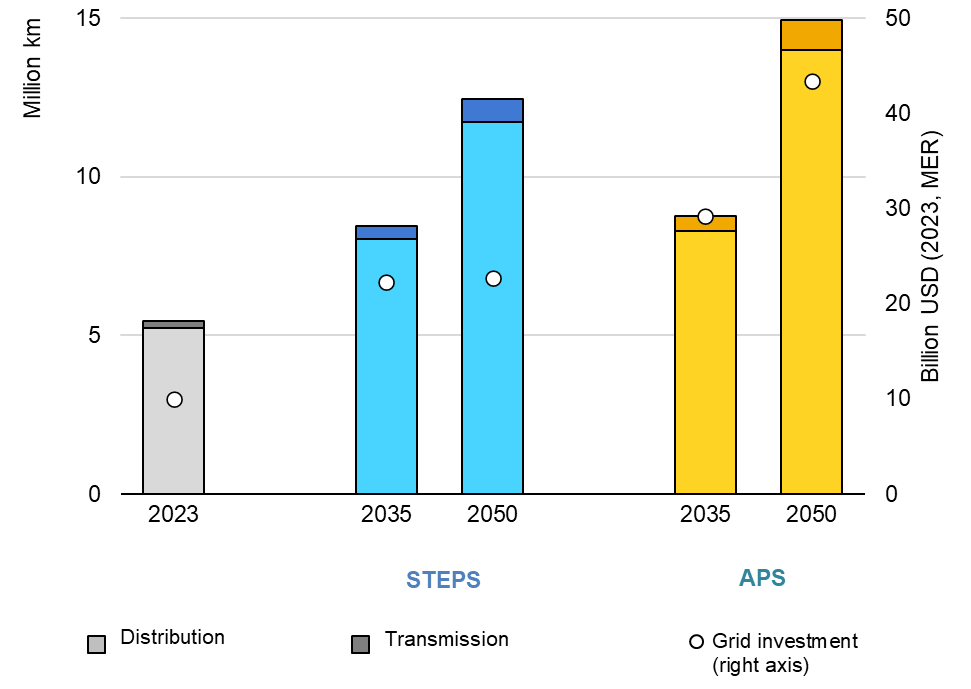 Million km
15
10
5
0
50
40
30
20
10
0
Billion USD (2023, MER)
2023
2035
2050
2035
2050
STEPS
APS
Distribution
Transmission
Grid investment
(right axis)